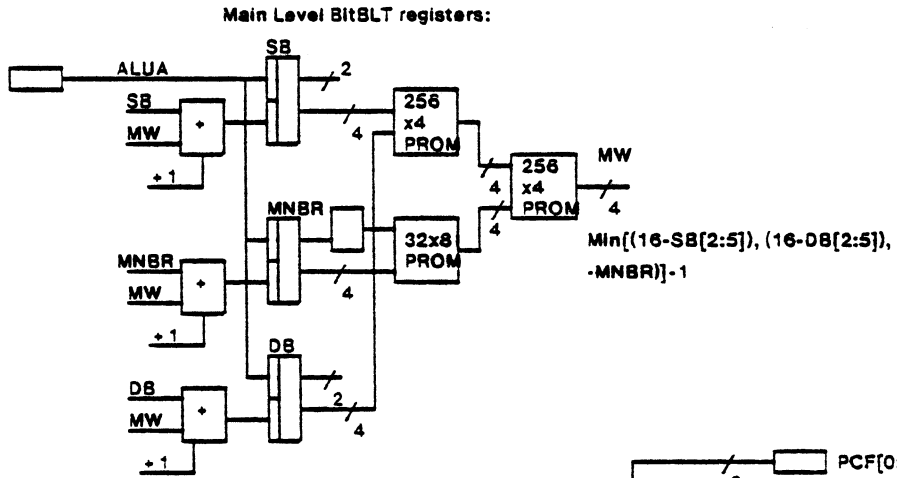 Main Level BitBLT registers:
SB
ALUA
2
SB
MW
+
+1
4
256
x4
PROM
4
256
x4
PROM
MW
4
4
MNBR
32x8
PROM
MNBR
MW
+
+1
4
Min[(16-SB[2:5]), (16-DB[2:5]),
-MNBR)]-1
DB
DB
MW
+
+1
2
4
PCF[0: